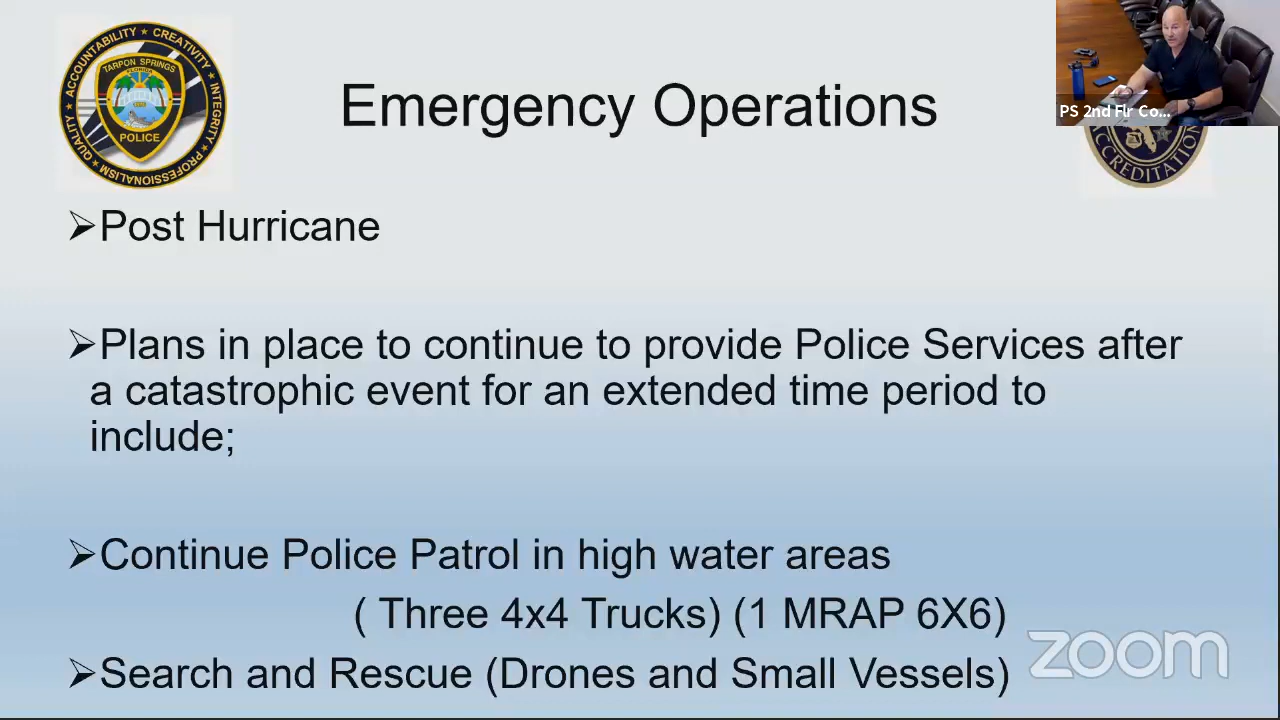 ACCOUNTABILITY ★ CREATIVITY ★ INTEGRITY ★ PROFESSIONALISM ★ QUALITY ★
TARPON SPRINGS
FLORIDA
POLICE
Emergency Operations
PS 2nd Flr Co...
ACCREDITATION
➢Post Hurricane
➢Plans in place to continue to provide Police Services after
a catastrophic event for an extended time period to
include;
➢Continue Police Patrol in high water areas
( Three 4x4 Trucks) (1 MRAP 6X6)
➢Search and Rescue (Drones and Small Vessels)
zoom